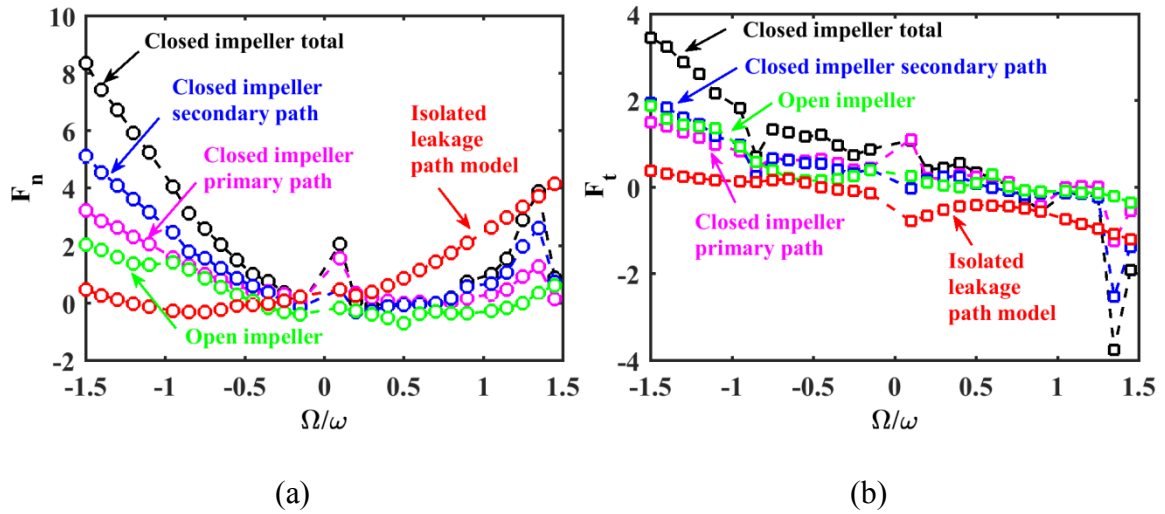 10
8
6
4
2
0
-2
F_n
Closed impeller total
Closed impeller
secondary path
Closed impeller
primary path
Isolated
leakage
path model
Open impeller
-1.5 -1 -0.5 0 0.5 1 1.5
Ω/ω
(a)
4
2
0
-2
-4
F_t
Closed impeller total
Closed impeller secondary path
Open impeller
Closed impeller
primary path
Isolated
leakage
path model
-1.5 -1 -0.5 0 0.5 1 1.5
Ω/ω
(b)